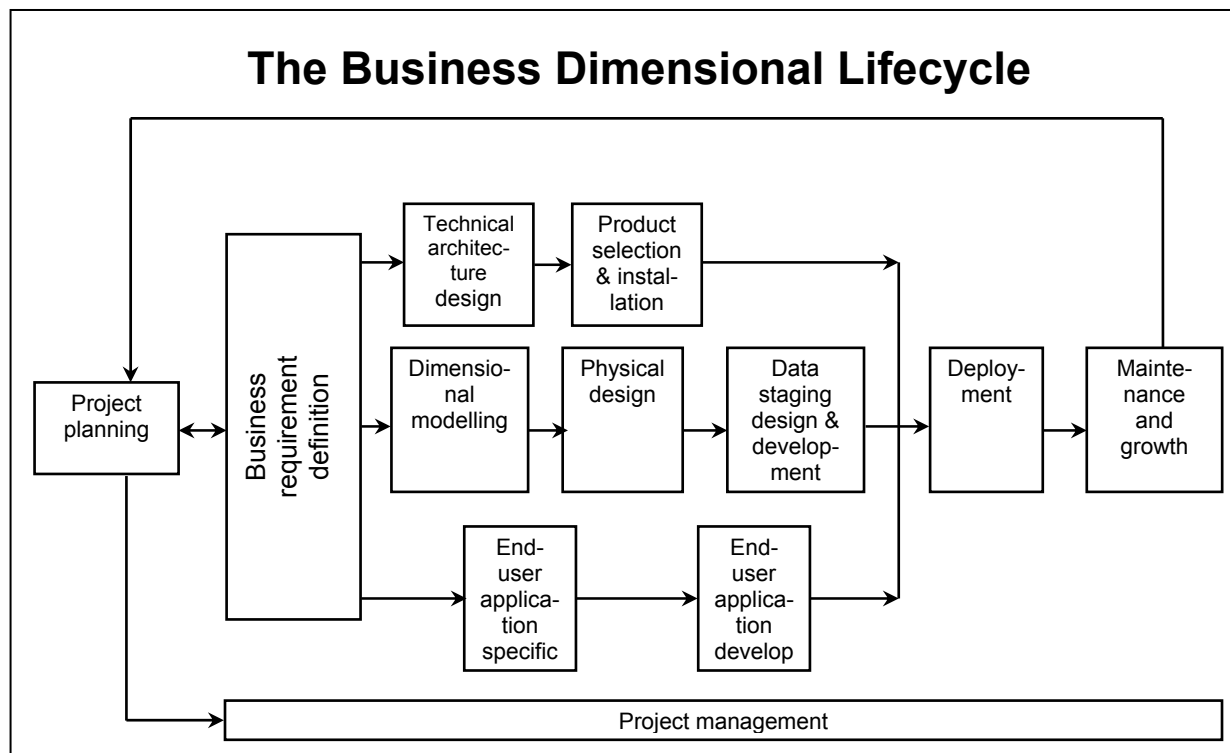 The Business Dimensional Lifecycle
Technical
architec-
ture
design
Product
selection
& instal-
lation
Project
planning
Business
requirement
definition
Dimensio-
nal
modelling
Physical
design
Data
staging
design &
develop-
ment
Deploy-
ment
Mainte-
nance
and
growth
End-
user
applica-
tion
specific
End-
user
applica-
tion
develop
Project management